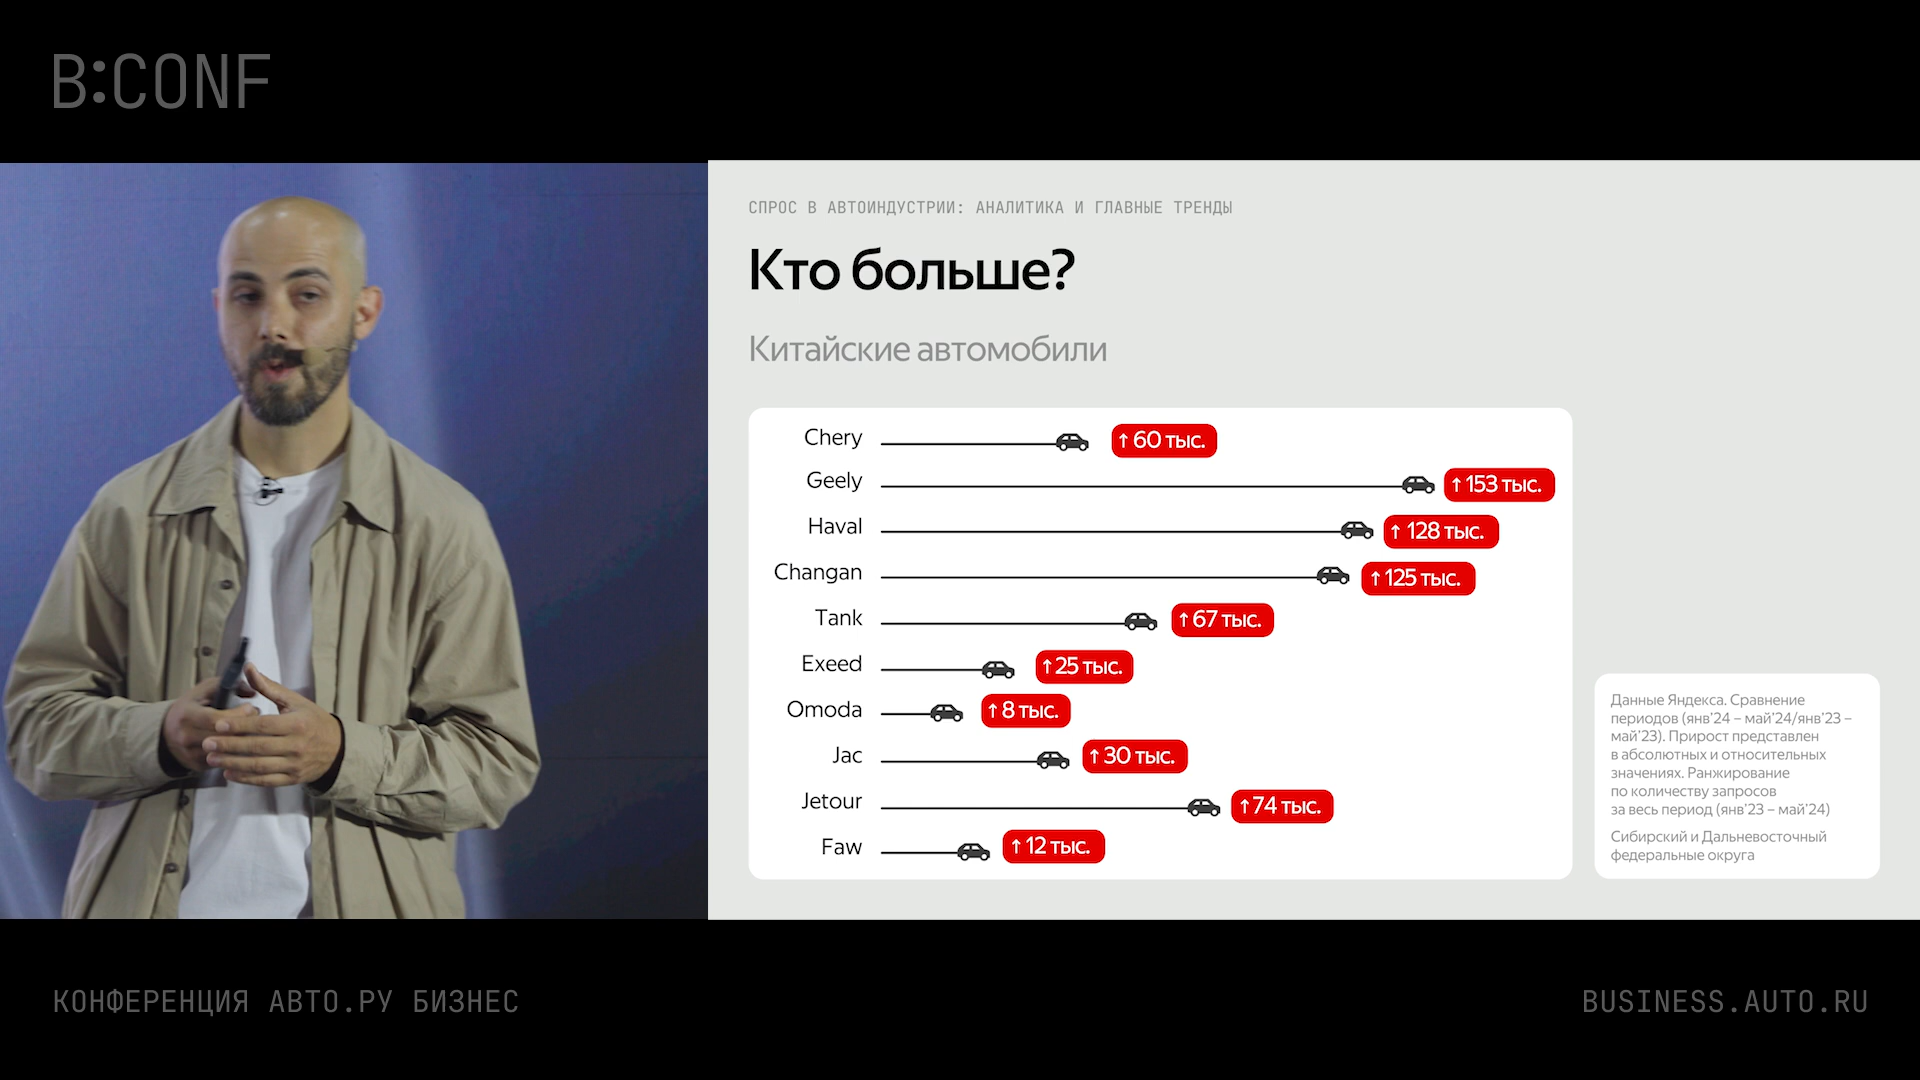 B:CONF
СПРОС В АВТОИНДУСТРИИ: АНАЛИТИКА И ГЛАВНЫЕ ТРЕНДЫ
Кто больше?
Китайские автомобили
Chery ↑ 60 тыс.
Geely ↑ 153 тыс.
Haval ↑ 128 тыс.
Changan ↑ 125 тыс.
Tank ↑ 67 тыс.
Exeed ↑ 25 тыс.
Omoda ↑ 8 тыс.
Jac ↑ 30 тыс.
Jetour ↑ 74 тыс.
Faw ↑ 12 тыс.
Данные Яндекса. Сравнение
периодов (янв’24 – май’24/янв’23 –
май’23). Прирост представлен
в абсолютных и относительных
значениях. Ранжирование
по количеству запросов
за весь период (янв’23 – май’24)
Сибирский и Дальневосточный
федеральные округа
КОНФЕРЕНЦИЯ АВТО.РУ БИЗНЕС
BUSINESS.AUTO.RU